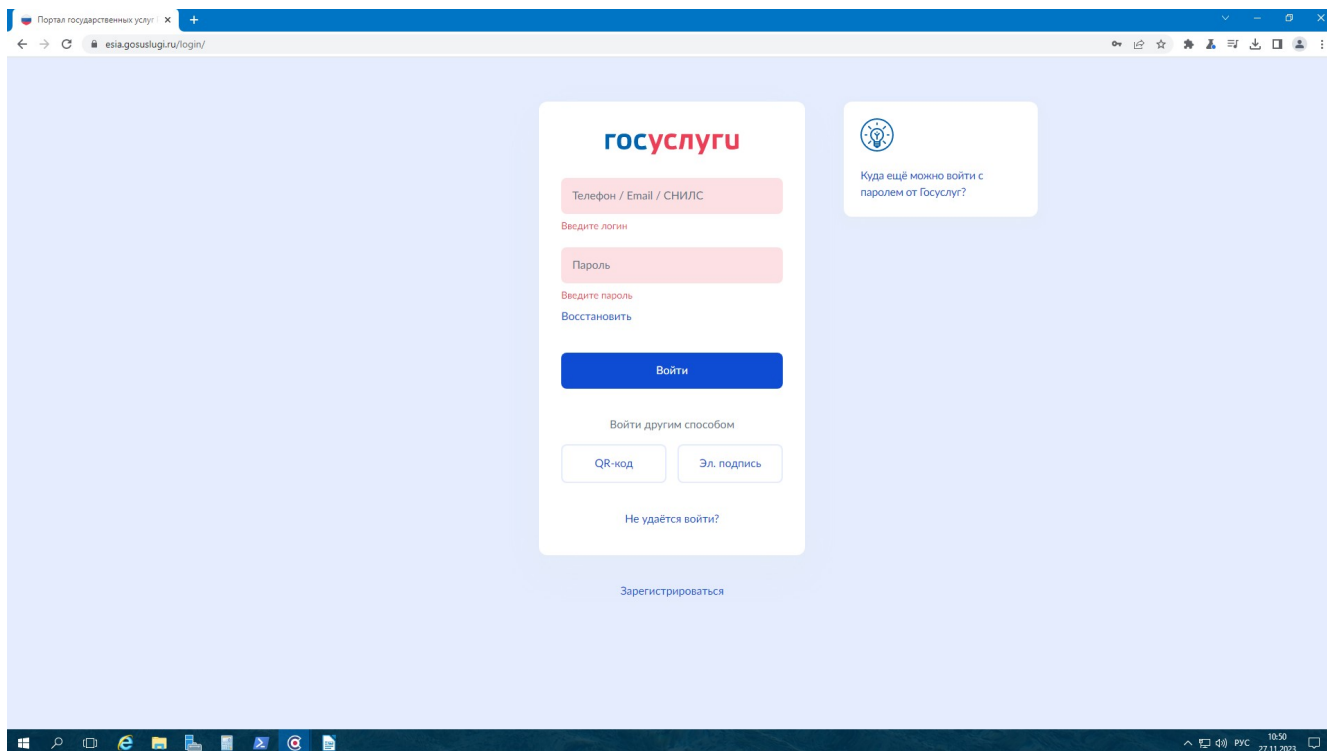 Портал государственных услуг
esia.gosuslugi.ru/login/
госуслуги
Телефон / Email / СНИЛС
Введите логин
Пароль
Введите пароль
Восстановить
Войти
Войти другим способом
QR-код
Эл. подпись
Не удаётся войти?
Зарегистрироваться
Куда ещё можно войти с
паролем от Госуслуг?
РУС
10:50
27.11.2023